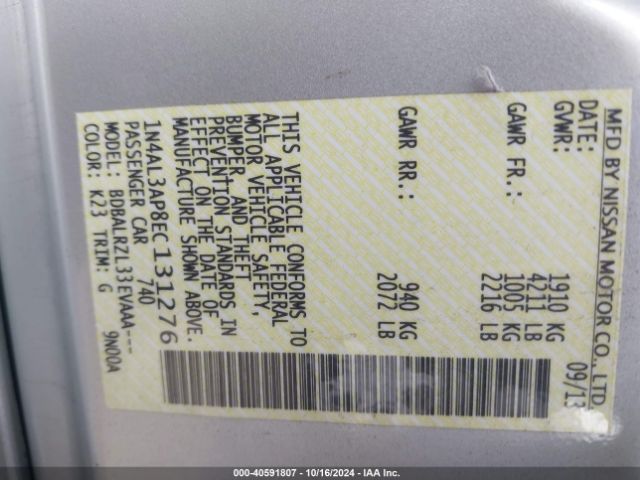 MFD BY NISSAN MOTOR CO., LTD
DATE: 09/13
GVWR: 1910 KG
4211 LB
GAWR FR.: 1005 KG
2216 LB
GAWR RR.: 940 KG
2072 LB
THIS VEHICLE CONFORMS TO
ALL APPLICABLE FEDERAL
MOTOR VEHICLE SAFETY,
BUMPER, AND THEFT
PREVENTION STANDARDS IN
EFFECT ON THE DATE OF
MANUFACTURE SHOWN ABOVE.
1N4AL3AP8EC131276
PASSENGER CAR 740
MODEL: BDBALRZL33EVAAA---
COLOR: K23 TRIM: G 9N00A
000-40591807 - 10/16/2024 - IAA Inc.